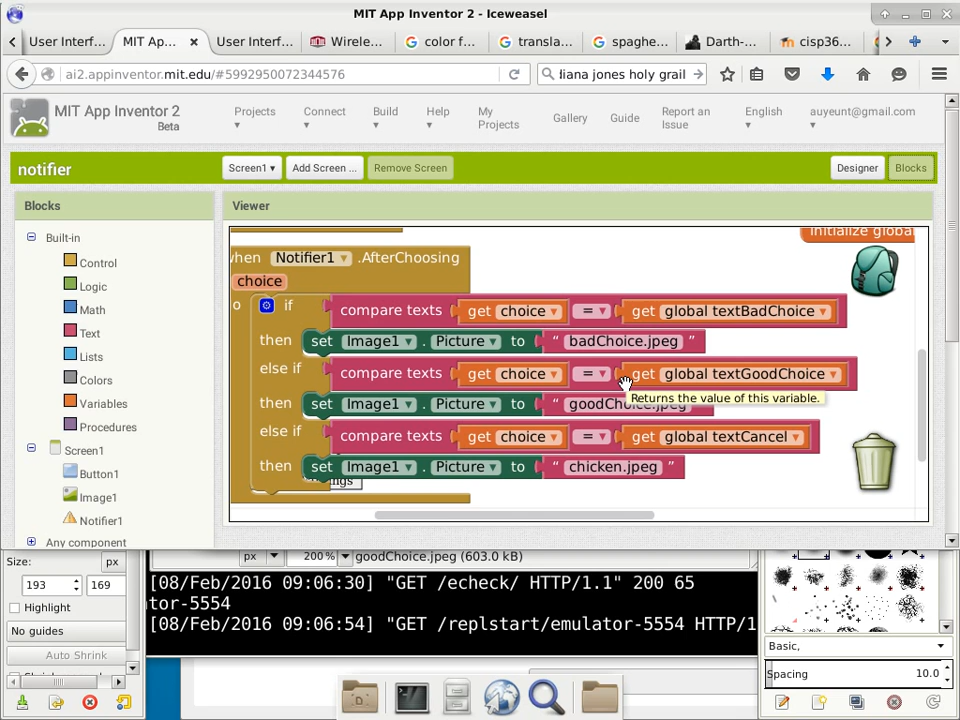 MIT App Inventor 2 - Iceweasel
User Interf...
MIT Ap...
User Interf...
Wirele...
color f...
transla...
spaghe...
Darth-...
cisp36...
ai2.appinventor.mit.edu/#5992950072344576
liana jones holy grail
MIT App Inventor 2
Beta
Projects
Connect
Build
Help
My Projects
Gallery
Guide
Report an Issue
English
auyeunt@gmail.com
notifier
Screen1
Add Screen ...
Remove Screen
Designer
Blocks
Blocks
Viewer
Built-in
Control
Logic
Math
Text
Lists
Colors
Variables
Procedures
Screen1
Button1
Image1
Notifier1
Any component
initialize global
when Notifier1 .AfterChoosing
choice
if compare texts get choice = get global textBadChoice
then set Image1 . Picture to " badChoice.jpeg "
else if compare texts get choice = get global textGoodChoice
Returns the value of this variable.
then set Image1 . Picture to " goodChoice.jpeg "
else if compare texts get choice = get global textCancel
then set Image1 . Picture to " chicken.jpeg "
Size:
px
193
169
Highlight
No guides
Auto Shrink
px
200%
goodChoice.jpeg (603.0 kB)
[08/Feb/2016 09:06:30] "GET /echeck/ HTTP/1.1" 200 65
tor-5554
[08/Feb/2016 09:06:54] "GET /replstart/emulator-5554 HTTP/1
Basic,
Spacing
10.0